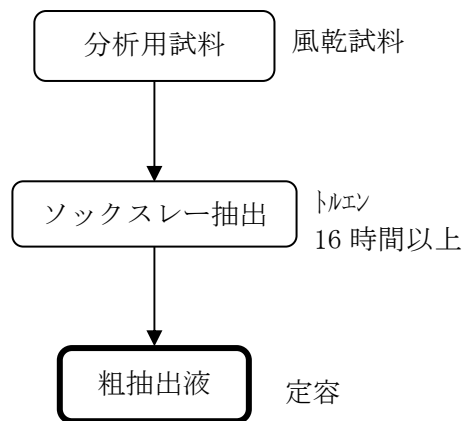 分析用試料
風乾試料
ソックスレー抽出
ﾄﾙｴﾝ
16 時間以上
粗抽出液
定容